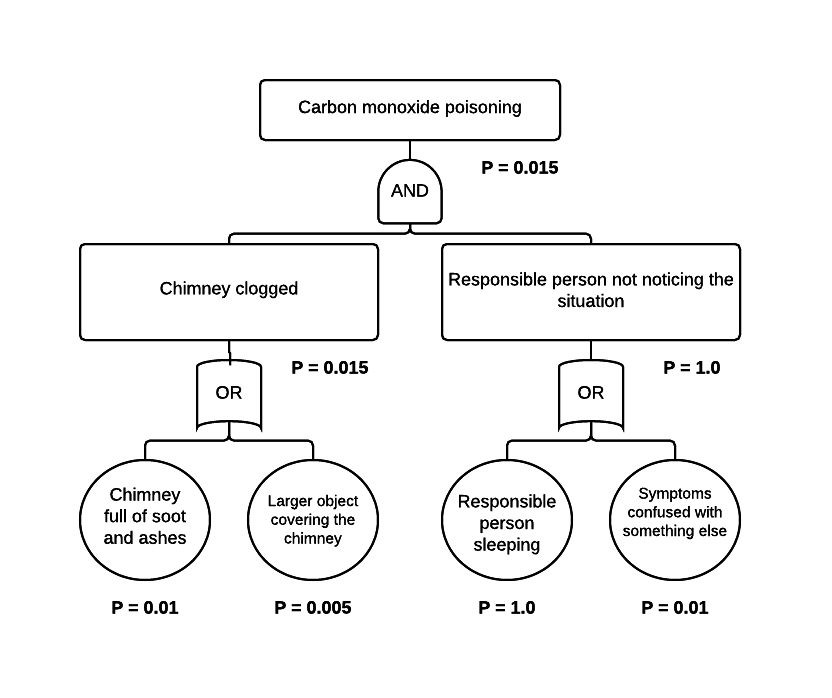 Carbon monoxide poisoning
P = 0.015
AND
Chimney clogged
Responsible person not noticing the
situation
P = 0.015
P = 1.0
OR
OR
Chimney
full of soot
and ashes
Larger object
covering the
chimney
Responsible
person
sleeping
Symptoms
confused with
something else
P = 0.01
P = 0.005
P = 1.0
P = 0.01